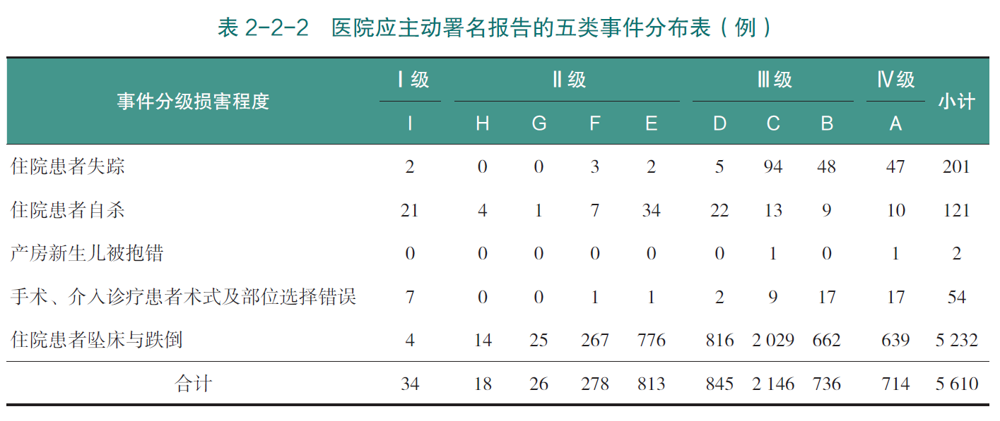 表 2-2-2 医院应主动署名报告的五类事件分布表（例）
事件分级损害程度 Ⅰ级 Ⅱ级 Ⅲ级 Ⅳ级 小计
I H G F E D C B A
住院患者失踪 2 0 0 3 2 5 94 48 47 201
住院患者自杀 21 4 1 7 34 22 13 9 10 121
产房新生儿被抱错 0 0 0 0 0 0 1 0 1 2
手术、介入诊疗患者术式及部位选择错误 7 0 0 1 1 2 9 17 17 54
住院患者坠床与跌倒 4 14 25 267 776 816 2 029 662 639 5 232
合计 34 18 26 278 813 845 2 146 736 714 5 610